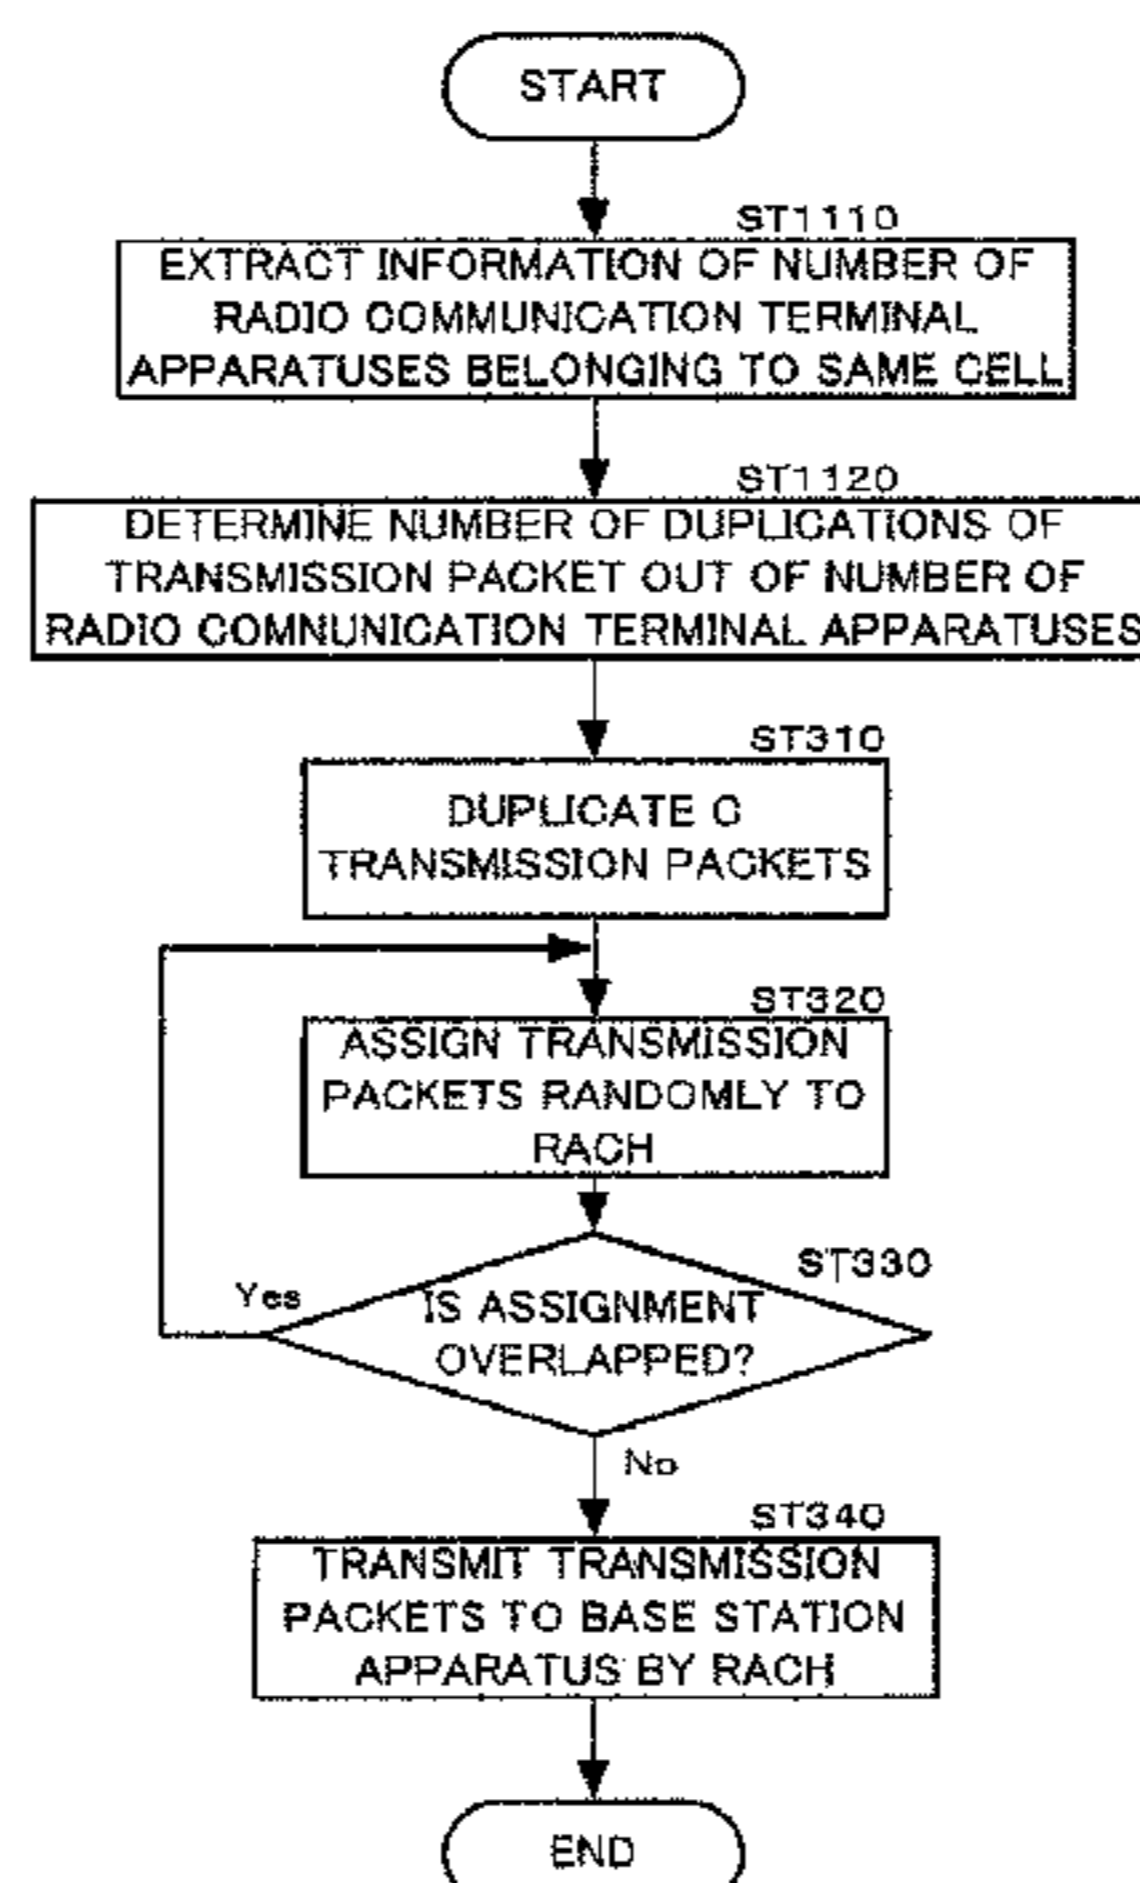 START
ST1110
EXTRACT INFORMATION OF NUMBER OF
RADIO COMMUNICATION TERMINAL
APPARATUSES BELONGING TO SAME CELL
ST1120
DETERMINE NUMBER OF DUPLICATIONS OF
TRANSMISSION PACKET OUT OF NUMBER OF
RADIO COMNUNICATION TERMINAL APPARATUSES
ST310
DUPLICATE C
TRANSMISSION PACKETS
ST320
ASSIGN TRANSMISSION
PACKETS RANDOMLY TO
RACH
ST330
Yes
IS ASSIGNMENT
OVERLAPPED?
No
ST340
TRANSMIT TRANSMISSION
PACKETS TO BASE STATION
APPARATUS BY RACH
END